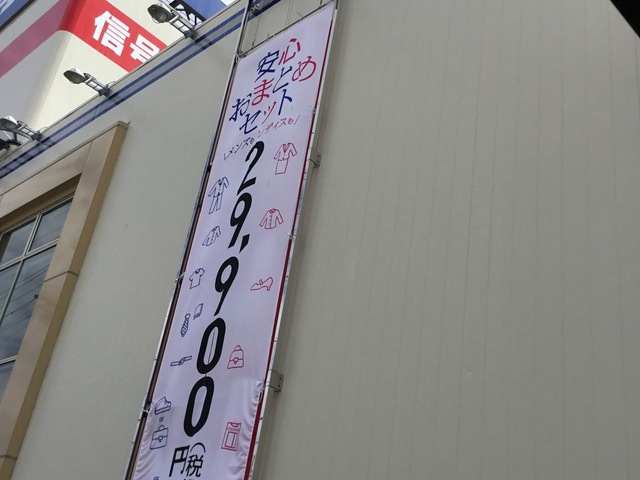 信号
安心
おまとめ
セット
\メンズも レディスも/
29,900
円(税